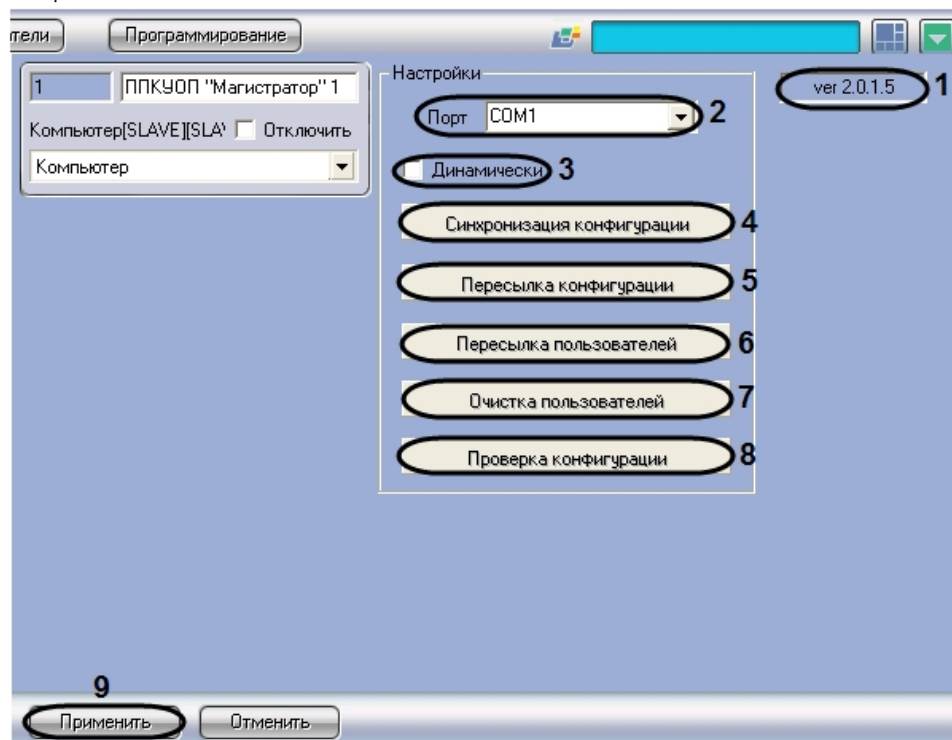 тели Программирование
1 ППКУОП "Магистратор" 1
Компьютер[SLAVE][SLA' Отключить
Компьютер
Настройки
Порт COM1 2
Динамически 3
Синхронизация конфигурации 4
Пересылка конфигурации 5
Пересылка пользователей 6
Очистка пользователей 7
Проверка конфигурации 8
ver 2.0.1.5 1
9
Применить Отменить